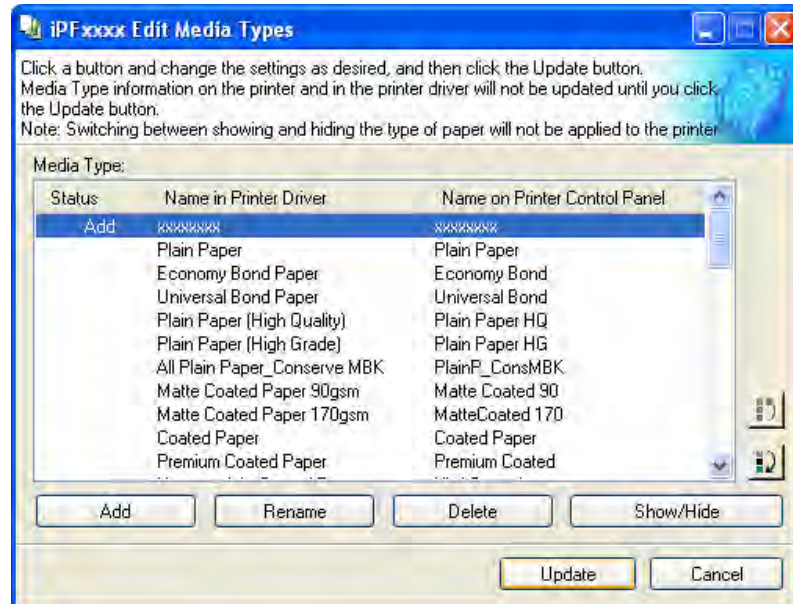 iPFxxxx Edit Media Types
Click a button and change the settings as desired, and then click the Update button.
Media Type information on the printer and in the printer driver will not be updated until you click
the Update button.
Note: Switching between showing and hiding the type of paper will not be applied to the printer
Media Type:
Status Name in Printer Driver Name on Printer Control Panel
Add xxxxxxxx xxxxxxxx
Plain Paper Plain Paper
Economy Bond Paper Economy Bond
Universal Bond Paper Universal Bond
Plain Paper (High Quality) Plain Paper HQ
Plain Paper (High Grade) Plain Paper HG
All Plain Paper_Conserve MBK PlainP_ConsMBK
Matte Coated Paper 90gsm Matte Coated 90
Matte Coated Paper 170gsm MatteCoated 170
Coated Paper Coated Paper
Premium Coated Paper Premium Coated
Add Rename Delete Show/Hide
Update Cancel